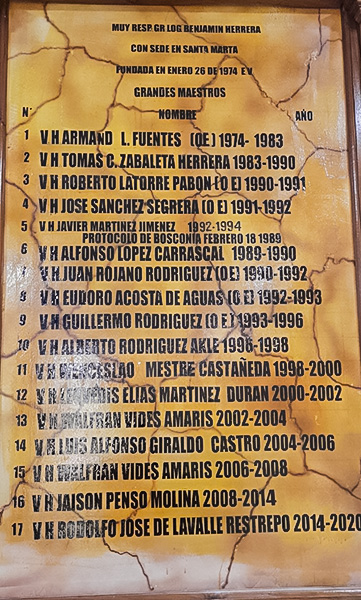 MUY RESP GR LOG BENJAMIN HERRERA
CON SEDE EN SANTA MARTA
FUNDADA EN ENERO 26 DE 1974 E V
GRANDES MAESTROS
N° NOMBRE AÑO
1 V H ARMAND L. FUENTES (OE) 1974- 1983
2 V H TOMAS C. ZABALETA HERRERA 1983-1990
3 V H ROBERTO LATORRE PABON (O E) 1990-1991
4 V H JOSE SANCHEZ SEGRERA (O E) 1991-1992
5 V H JAVIER MARTINEZ JIMENEZ 1992-1994
PROTOCOLO DE BOSCONIA FEBRERO 18 1989
6 V H ALFONSO LOPEZ CARRASCAL 1989-1990
7 V H JUAN ROJANO RODRIGUEZ (O E) 1990-1992
8 V H EUDORO ACOSTA DE AGUAS (O E) 1992-1993
9 V H GUILLERMO RODRIGUEZ (O E) 1993-1996
10 V H ALBERTO RODRIGUEZ AKLE 1996-1998
11 V H WENCESLAO MESTRE CASTAÑEDA 1998-2000
12 V H ELIAS MARTINEZ DURAN 2000-2002
13 V H WALFRAN VIDES AMARIS 2002-2004
14 V H LUIS ALFONSO GIRALDO CASTRO 2004-2006
15 V H WALFRAN VIDES AMARIS 2006-2008
16 V H JAISON PENSO MOLINA 2008-2014
17 V H RODOLFO JOSE DE LAVALLE RESTREPO 2014-2020